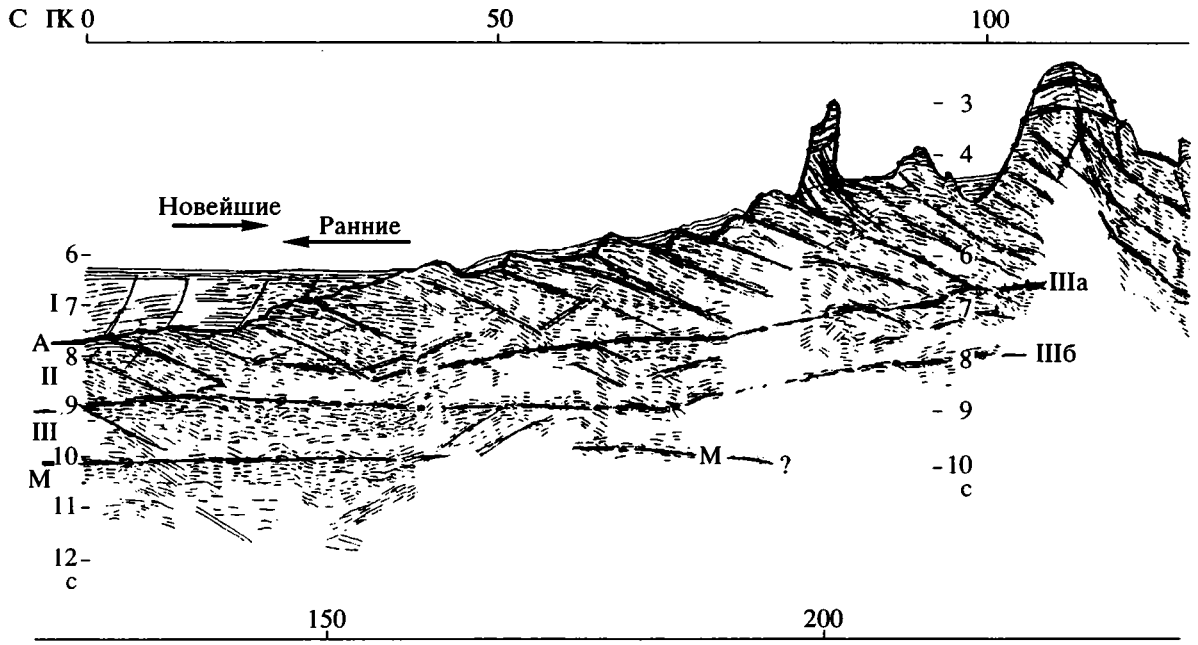 С ПК 0 50 100
3
4
Новейшие
Ранние
6 6
I 7 7 IIIa
А
8 8 IIIб
II
9 9
III
10 М ? 10
М с
11
12
с
150 200